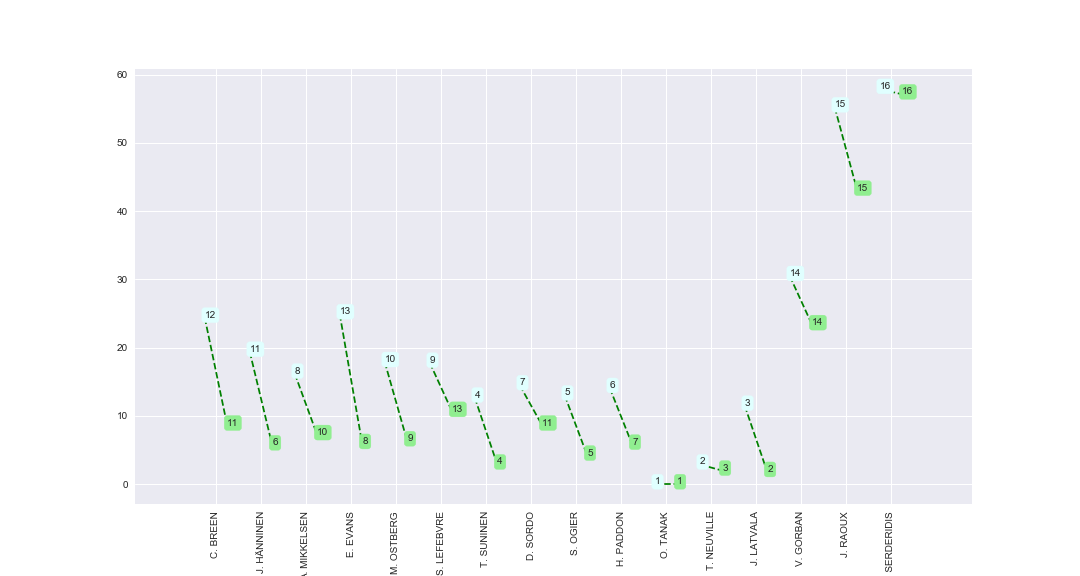 60
50
40
30
20
10
0
12
11
11
6
8
10
13
8
10
9
9
13
4
4
7
11
5
5
6
7
1
1
2
3
3
2
14
14
15
15
16
16
C. BREEN
J. HÄNNINEN
MIKKELSEN
E. EVANS
M. OSTBERG
S. LEFEBVRE
T. SUNINEN
D. SORDO
S. OGIER
H. PADDON
O. TANAK
T. NEUVILLE
J. LATVALA
V. GORBAN
J. RAOUX
SERDERIDIS